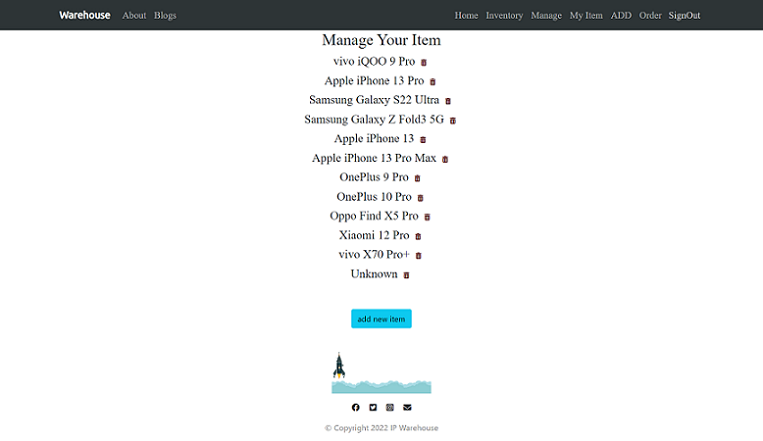 Warehouse About Blogs Home Inventory Manage My Item ADD Order SignOut
Manage Your Item
vivo iQOO 9 Pro
Apple iPhone 13 Pro
Samsung Galaxy S22 Ultra
Samsung Galaxy Z Fold3 5G
Apple iPhone 13
Apple iPhone 13 Pro Max
OnePlus 9 Pro
OnePlus 10 Pro
Oppo Find X5 Pro
Xiaomi 12 Pro
vivo X70 Pro+
Unknown
add new item
© Copyright 2022 IP Warehouse